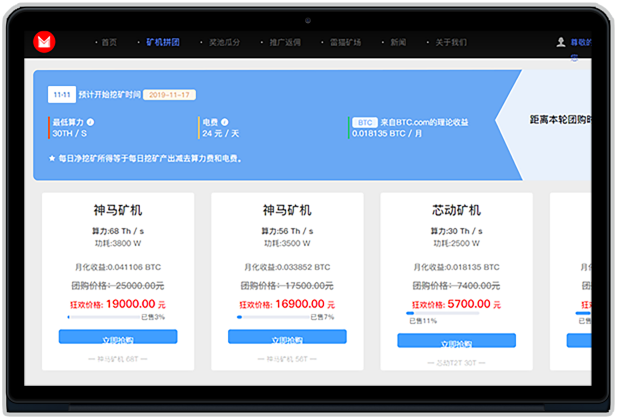 · 首页 · 矿机拼团 · 奖池瓜分 · 推广返佣 · 雷猫矿场 · 新闻 · 关于我们 尊敬的
11-11 预计开始挖矿时间 2019-11-17
距离本轮团购时
最低算力 电费 BTC 来自BTC.com的理论收益
30TH / S 24 元 / 天 0.018135 BTC / 月
★ 每日净挖矿所得等于每日挖矿产出减去算力费和电费。
神马矿机 神马矿机 芯动矿机
算力:68 Th / s 算力:56 Th / s 算力:30 Th / s
功耗:3800 W 功耗:3500 W 功耗:2500 W
月化收益:0.041106 BTC 月化收益:0.033852 BTC 月化收益:0.018135 BTC 月
团购价格：25000.00 元 团购价格：17500.00 元 团购价格：7400.00 元 团
狂欢价格: 19000.00 元 狂欢价格: 16900.00 元 狂欢价格: 5700.00 元 狂欢
已售3% 已售7% 已售11% 已售
立即抢购 立即抢购 立即抢购
— 神马矿机 68T — — 神马矿机 56T — — 芯动T2T 30T —